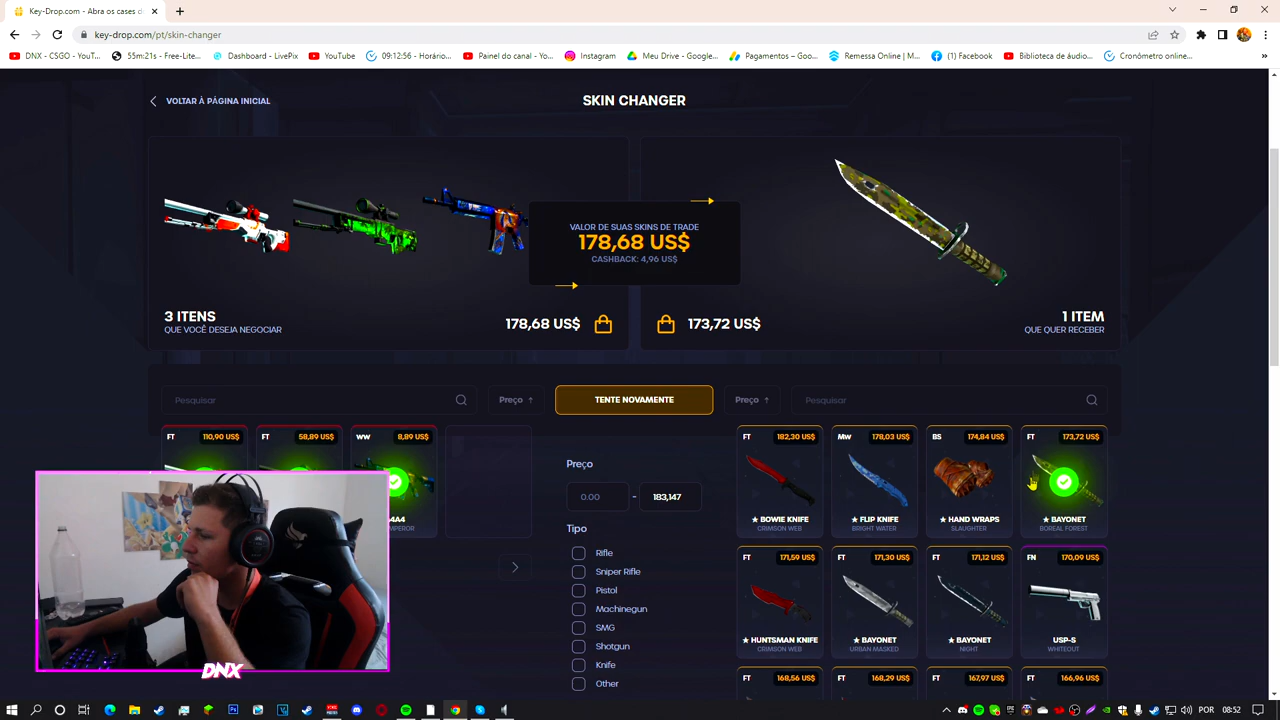 Key-Drop.com - Abra os cases d
key-drop.com/pt/skin-changer
DNX - CSGO - YouT...
55m:21s - Free-Lite...
Dashboard - LivePix
YouTube
09:12:56 - Horário...
Painel do canal - Yo...
Instagram
Meu Drive - Google...
Pagamentos – Goo...
Remessa Online | M...
(1) Facebook
Biblioteca de áudio...
Cronômetro online...
VOLTAR À PÁGINA INICIAL
SKIN CHANGER
VALOR DE SUAS SKINS DE TRADE
178,68 US$
CASHBACK: 4,96 US$
3 ITENS
QUE VOCÊ DESEJA NEGOCIAR
178,68 US$
173,72 US$
1 ITEM
QUE QUER RECEBER
Pesquisar
Preço ↑
TENTE NOVAMENTE
Preço ↑
Pesquisar
FT 110,90 US$
FT 58,89 US$
WW 8,89 US$
FT 182,30 US$
MW 178,03 US$
BS 174,84 US$
FT 173,72 US$
Preço
0.00 - 183,147
A4
EMPEROR
★ BOWIE KNIFE
CRIMSON WEB
★ FLIP KNIFE
BRIGHT WATER
★ HAND WRAPS
SLAUGHTER
★ BAYONET
BOREAL FOREST
Tipo
Rifle
Sniper Rifle
Pistol
Machinegun
SMG
Shotgun
Knife
Other
FT 171,59 US$
FT 171,30 US$
FT 171,12 US$
FN 170,09 US$
★ HUNTSMAN KNIFE
CRIMSON WEB
★ BAYONET
URBAN MASKED
★ BAYONET
NIGHT
USP-S
WHITEOUT
FT 168,56 US$
FT 168,29 US$
FT 167,97 US$
FT 166,96 US$
DNX
POR
08:52